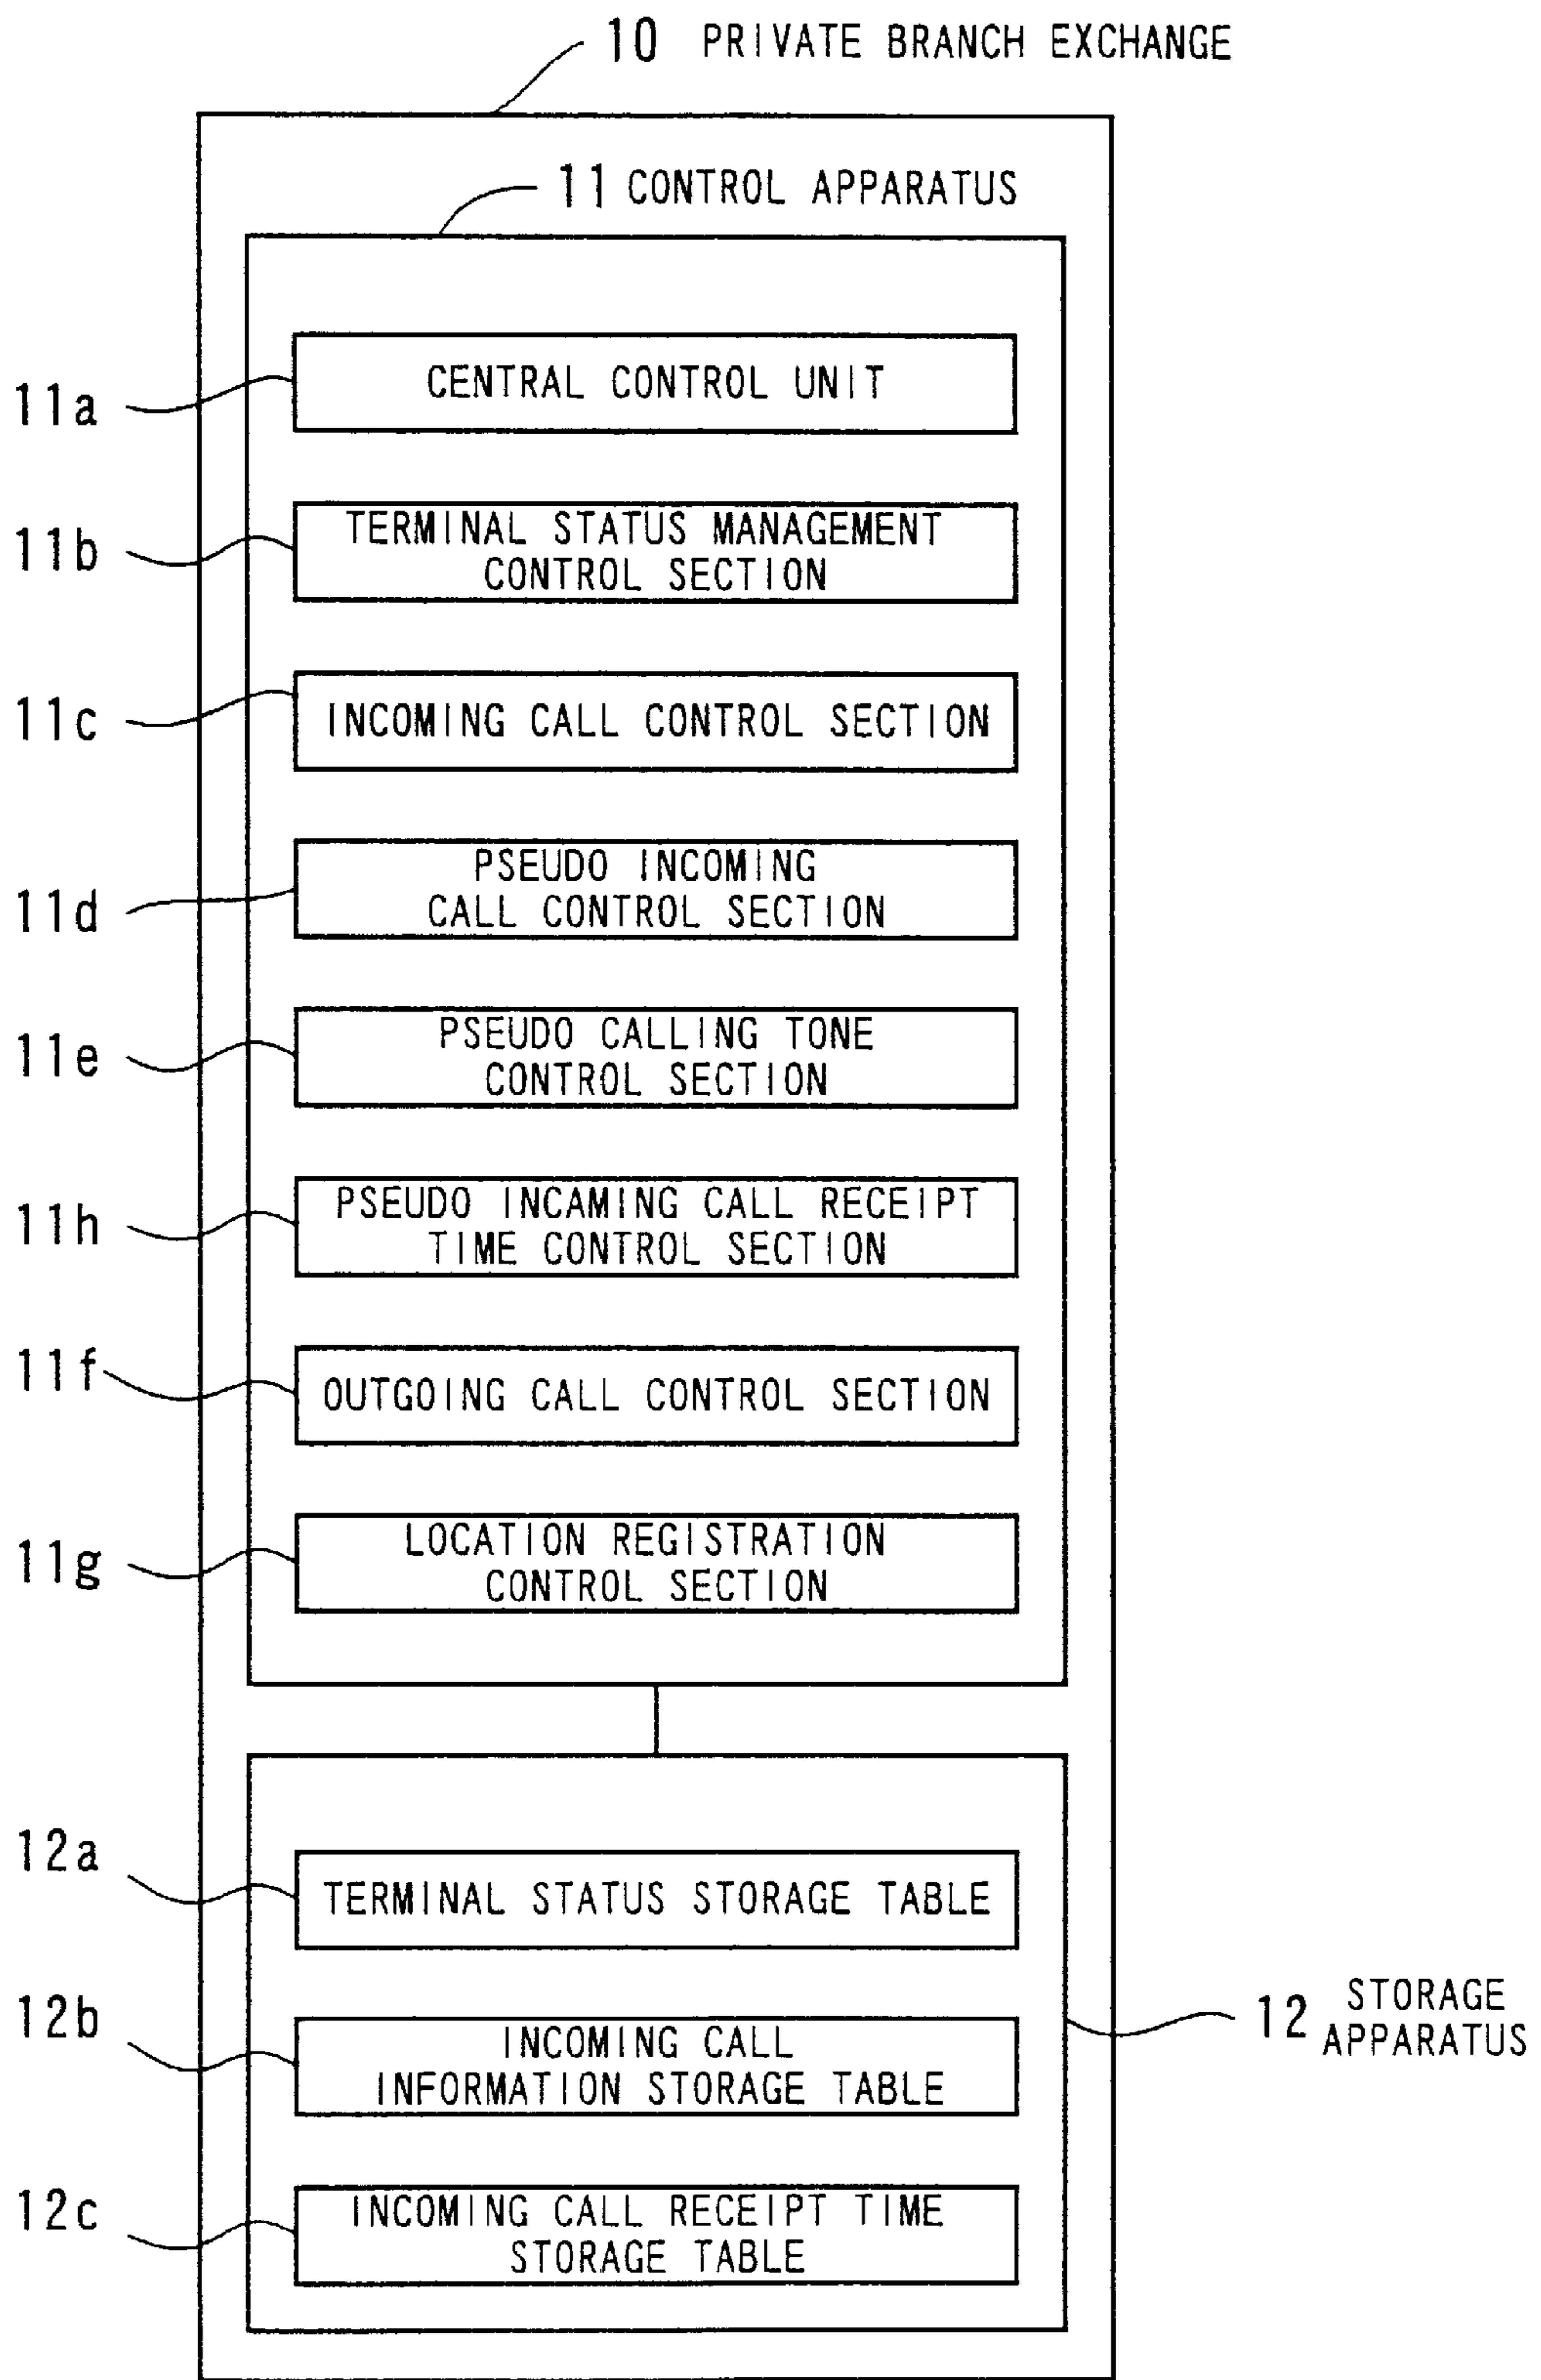 10 PRIVATE BRANCH EXCHANGE
11 CONTROL APPARATUS
11a
CENTRAL CONTROL UNIT
11b
TERMINAL STATUS MANAGEMENT
CONTROL SECTION
11c
INCOMING CALL CONTROL SECTION
11d
PSEUDO INCOMING
CALL CONTROL SECTION
11e
PSEUDO CALLING TONE
CONTROL SECTION
11h
PSEUDO INCAMING CALL RECEIPT
TIME CONTROL SECTION
11f
OUTGOING CALL CONTROL SECTION
11g
LOCATION REGISTRATION
CONTROL SECTION
12a
TERMINAL STATUS STORAGE TABLE
12b
INCOMING CALL
INFORMATION STORAGE TABLE
12 STORAGE
APPARATUS
12c
INCOMING CALL RECEIPT TIME
STORAGE TABLE